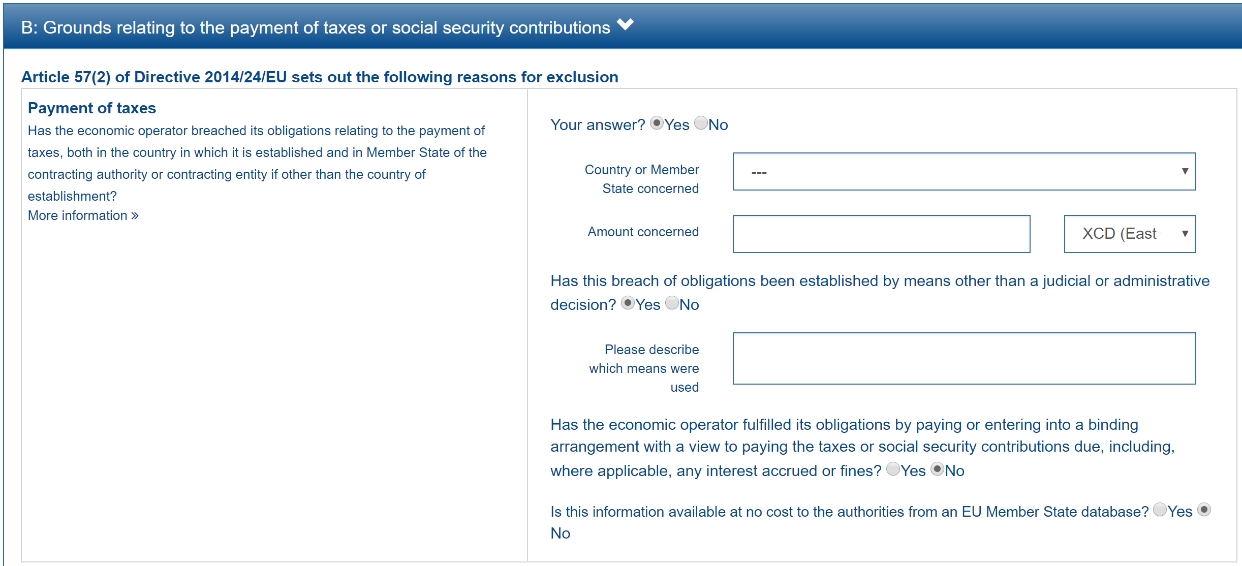 B: Grounds relating to the payment of taxes or social security contributions
Article 57(2) of Directive 2014/24/EU sets out the following reasons for exclusion
Payment of taxes
Has the economic operator breached its obligations relating to the payment of
taxes, both in the country in which it is established and in Member State of the
contracting authority or contracting entity if other than the country of
establishment?
More information »
Your answer? Yes No
Country or Member
State concerned
---
Amount concerned
XCD (East
Has this breach of obligations been established by means other than a judicial or administrative
decision? Yes No
Please describe
which means were
used
Has the economic operator fulfilled its obligations by paying or entering into a binding
arrangement with a view to paying the taxes or social security contributions due, including,
where applicable, any interest accrued or fines? Yes No
Is this information available at no cost to the authorities from an EU Member State database? Yes
No